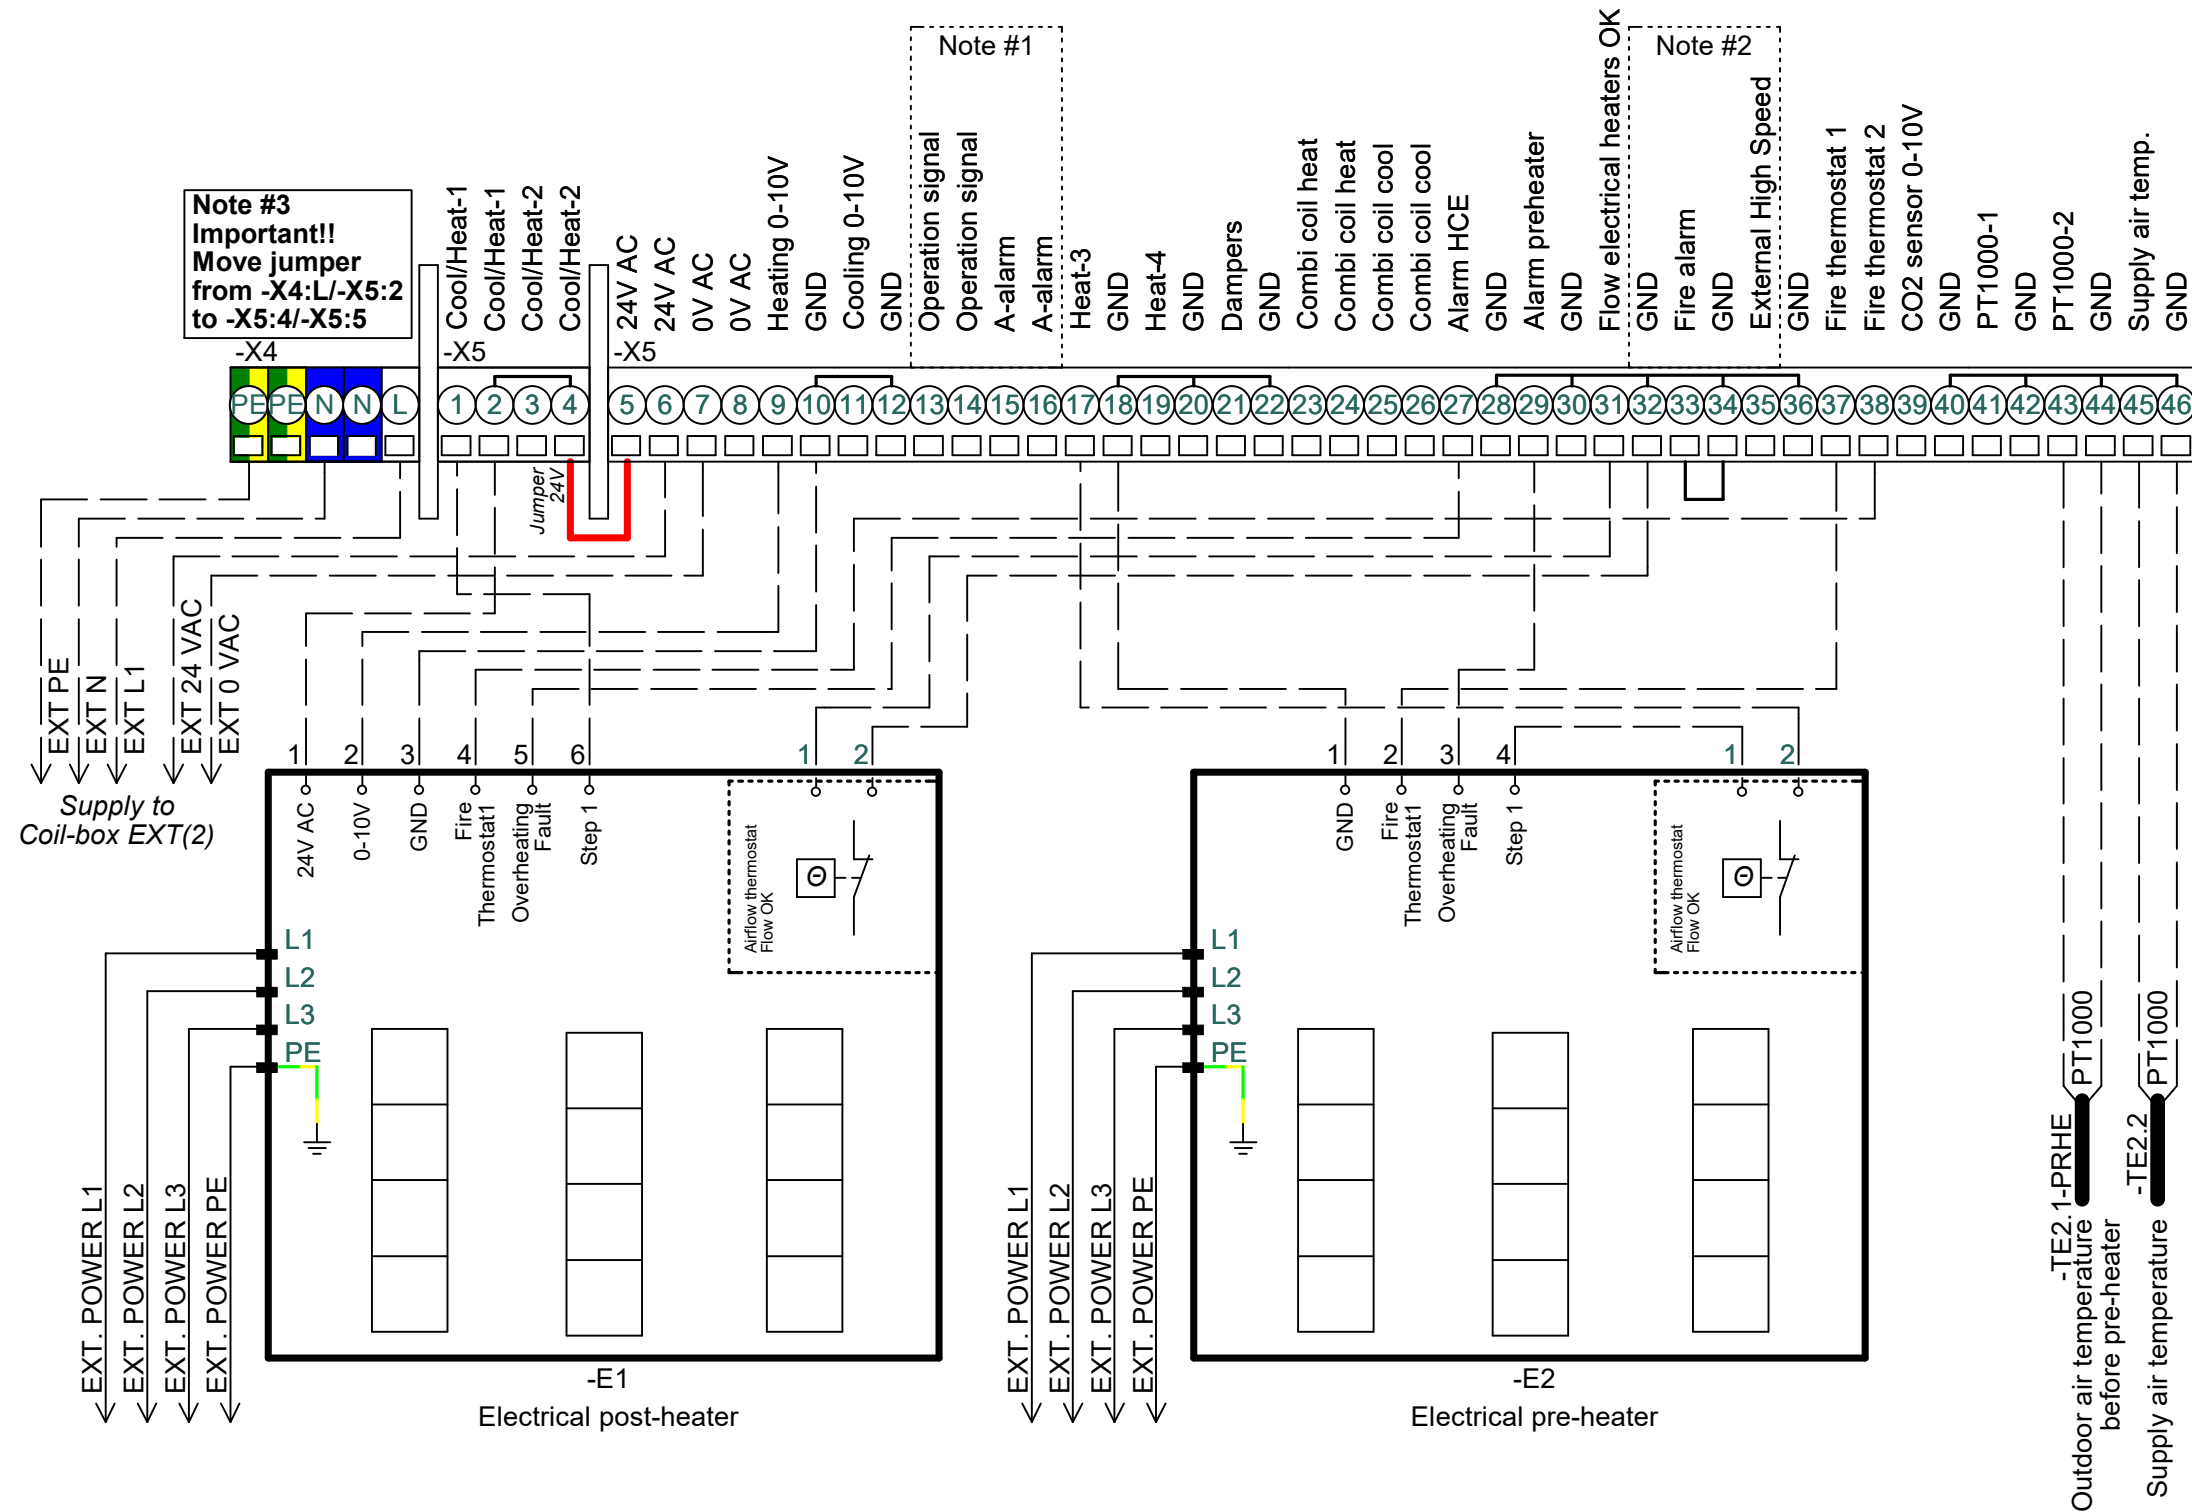 Note #1
Note #2
Note #3
Important!!
Move jumper
from -X4:L/-X5:2
to -X5:4/-X5:5
-X4
-X5
-X5
Cool/Heat-1
Cool/Heat-1
Cool/Heat-2
Cool/Heat-2
24V AC
24V AC
0V AC
0V AC
Heating 0-10V
GND
Cooling 0-10V
GND
Operation signal
Operation signal
A-alarm
A-alarm
Heat-3
GND
Heat-4
GND
Dampers
GND
Combi coil heat
Combi coil heat
Combi coil cool
Combi coil cool
Alarm HCE
GND
Alarm preheater
GND
Flow electrical heaters OK
GND
Fire alarm
GND
External High Speed
GND
Fire thermostat 1
Fire thermostat 2
CO2 sensor 0-10V
GND
PT1000-1
GND
PT1000-2
GND
Supply air temp.
GND
PE PE N N L 1 2 3 4 5 6 7 8 9 10 11 12 13 14 15 16 17 18 19 20 21 22 23 24 25 26 27 28 29 30 31 32 33 34 35 36 37 38 39 40 41 42 43 44 45 46
Jumper
24V
EXT PE
EXT N
EXT L1
EXT 24 VAC
EXT 0 VAC
Supply to
Coil-box EXT(2)
1 2 3 4 5 6 1 2
24V AC
0-10V
GND
Fire
Thermostat1
Overheating
Fault
Step 1
Airflow thermostat
Flow OK
Θ
L1
L2
L3
PE
EXT. POWER L1
EXT. POWER L2
EXT. POWER L3
EXT. POWER PE
-E1
Electrical post-heater
1 2 3 4 1 2
GND
Fire
Thermostat1
Overheating
Fault
Step 1
Airflow thermostat
Flow OK
Θ
L1
L2
L3
PE
EXT. POWER L1
EXT. POWER L2
EXT. POWER L3
EXT. POWER PE
-E2
Electrical pre-heater
PT1000
PT1000
-TE2.1-PRHE
Outdoor air temperature
before pre-heater
-TE2.2
Supply air temperature